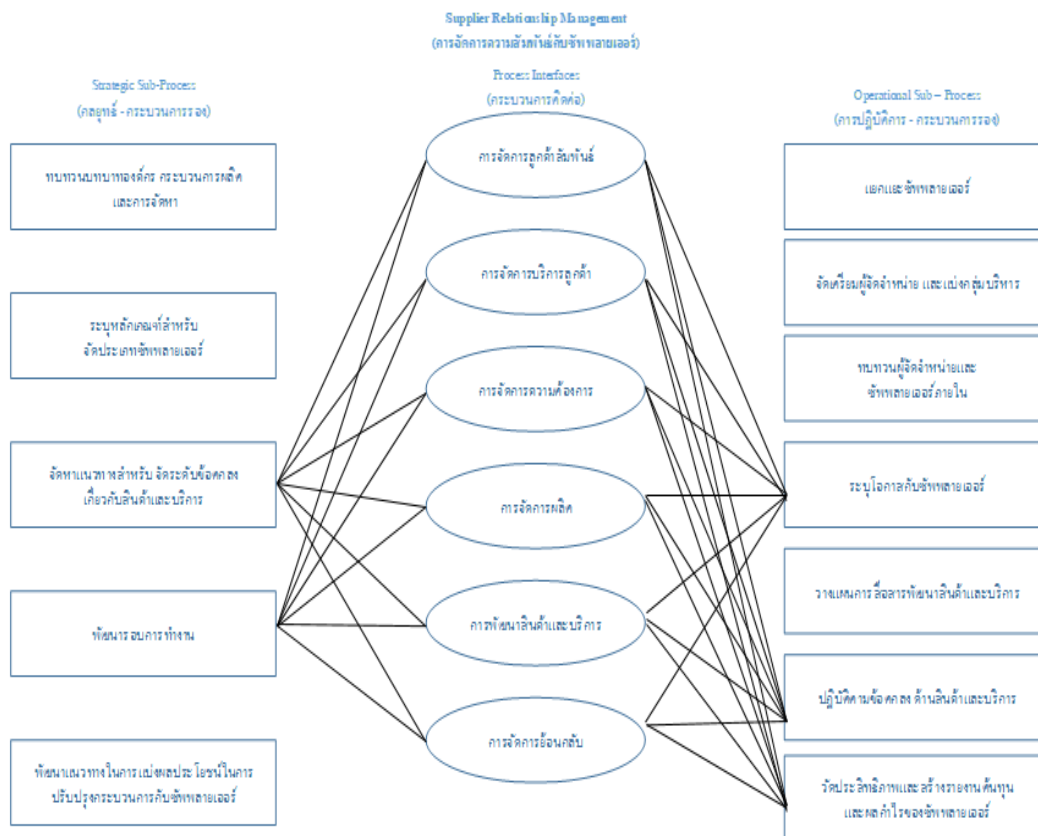 Supplier Relationship Management
(การจัดการความสัมพันธ์กับซัพพลายเออร์)
Strategic Sub-Process
(กลยุทธ์ - กระบวนการรอง)
ทบทวนบทบาทองค์กร กระบวนการผลิต
และการจัดหา
ระบุหลักเกณฑ์สำหรับ
จัดประเภทซัพพลายเออร์
จัดหาแนวทางสำหรับ จัดระดับข้อตกลง
เกี่ยวกับสินค้าและบริการ
พัฒนารอบการทำงาน
พัฒนาแนวทางในการแบ่งผลประโยชน์ในการ
ปรับปรุงกระบวนการกับซัพพลายเออร์
Process Interfaces
(กระบวนการติดต่อ)
การจัดการลูกค้าสัมพันธ์
การจัดการบริการลูกค้า
การจัดการความต้องการ
การจัดการผลิต
การพัฒนาสินค้าและบริการ
การจัดการย้อนกลับ
Operational Sub – Process
(การปฏิบัติการ - กระบวนการรอง)
แยกแยะซัพพลายเออร์
จัดเตรียมผู้จัดจำหน่าย และแบ่งกลุ่มบริหาร
ทบทวนผู้จัดจำหน่ายและ
ซัพพลายเออร์ภายใน
ระบุโอกาสกับซัพพลายเออร์
วางแผนการสื่อสารพัฒนาสินค้าและบริการ
ปฏิบัติตามข้อตกลง ด้านสินค้าและบริการ
วัดประสิทธิภาพและสร้างรายงานต้นทุน
และผลกำไรของซัพพลายเออร์